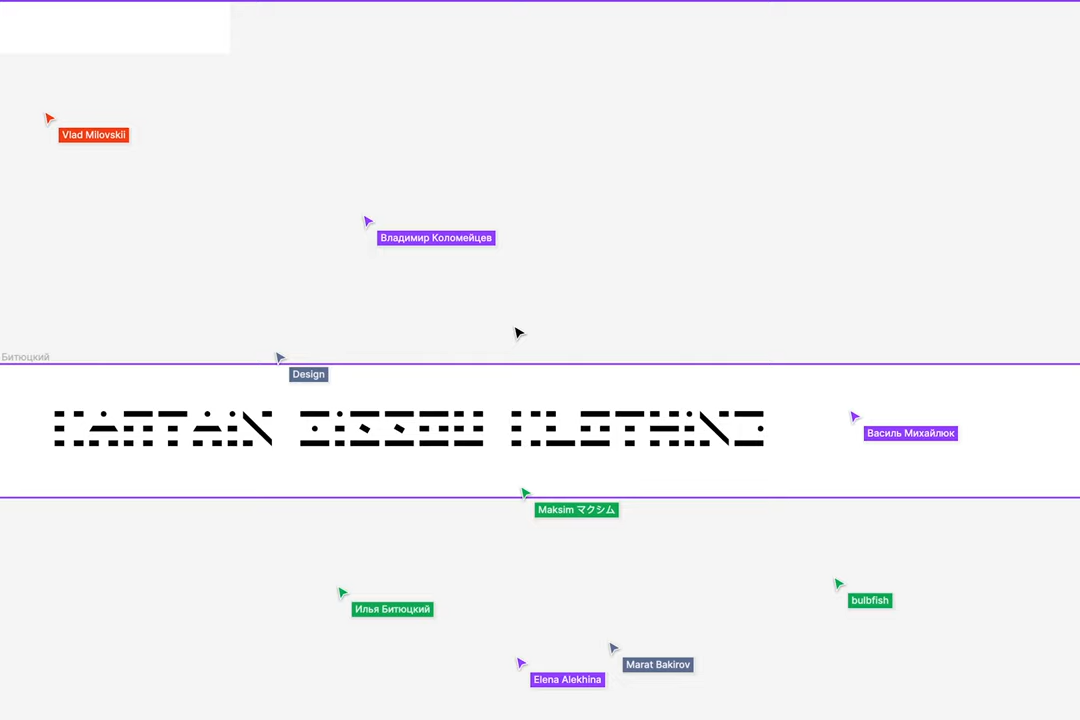 Vlad Milovskii
Владимир Коломейцев
Битюцкий
Design
Василь Михайлюк
Maksim マクシム
Илья Битюцкий
bulbfish
Marat Bakirov
Elena Alekhina